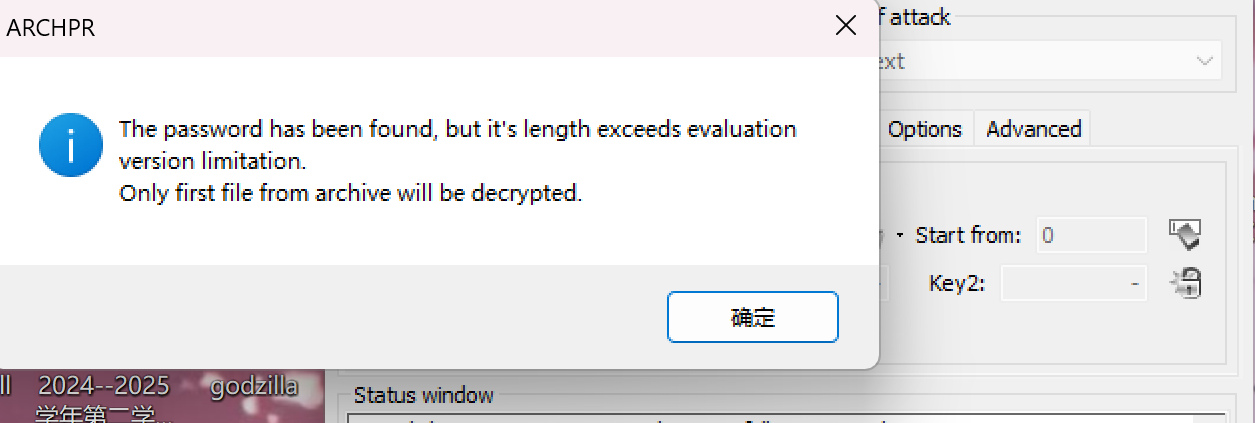 ARCHPR
The password has been found, but it's length exceeds evaluation
version limitation.
Only first file from archive will be decrypted.
确定
attack
Options
Advanced
Start from:
0
Key2:
-
Status window
2024--2025
学年第二学...
godzilla